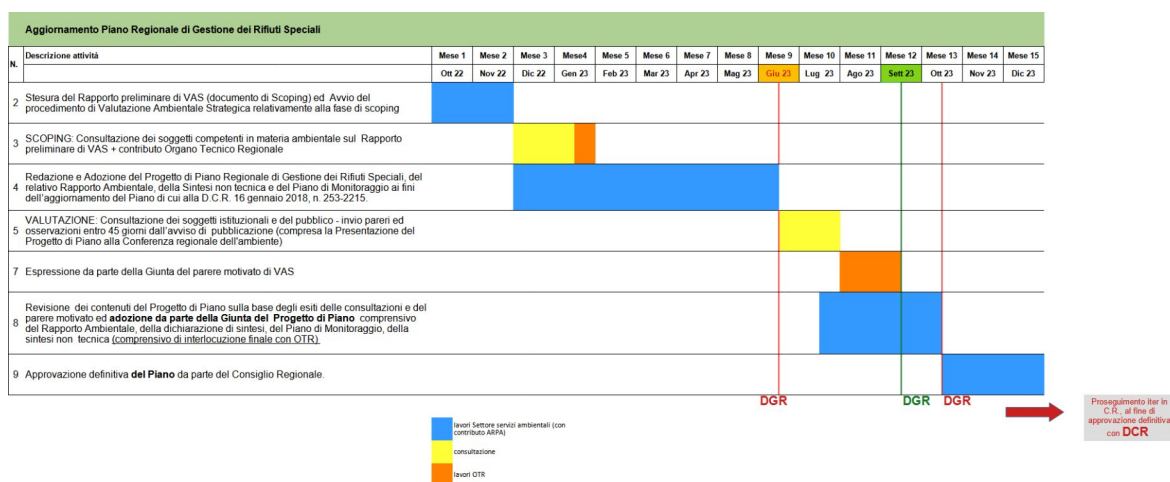 Aggiornamento Piano Regionale di Gestione dei Rifiuti Speciali
N. Descrizione attività Mese 1 Mese 2 Mese 3 Mese4 Mese 5 Mese 6 Mese 7 Mese 8 Mese 9 Mese 10 Mese 11 Mese 12 Mese 13 Mese 14 Mese 15
Ott 22 Nov 22 Dic 22 Gen 23 Feb 23 Mar 23 Apr 23 Mag 23 Giu 23 Lug 23 Ago 23 Sett 23 Ott 23 Nov 23 Dic 23
2 Stesura del Rapporto preliminare di VAS (documento di Scoping) ed Avvio del
procedimento di Valutazione Ambientale Strategica relativamente alla fase di scoping
3 SCOPING: Consultazione dei soggetti competenti in materia ambientale sul Rapporto
preliminare di VAS + contributo Organo Tecnico Regionale
4 Redazione e Adozione del Progetto di Piano Regionale di Gestione dei Rifiuti Speciali, del
relativo Rapporto Ambientale, della Sintesi non tecnica e del Piano di Monitoraggio ai fini
dell'aggiornamento del Piano di cui alla D.C.R. 16 gennaio 2018, n. 253-2215.
5 VALUTAZIONE: Consultazione dei soggetti istituzionali e del pubblico - invio pareri ed
osservazioni entro 45 giorni dall'avviso di pubblicazione (compresa la Presentazione del
Progetto di Piano alla Conferenza regionale dell'ambiente)
7 Espressione da parte della Giunta del parere motivato di VAS
8 Revisione dei contenuti del Progetto di Piano sulla base degli esiti delle consultazioni e del
parere motivato ed adozione da parte della Giunta del Progetto di Piano comprensivo
del Rapporto Ambientale, della dichiarazione di sintesi, del Piano di Monitoraggio, della
sintesi non tecnica (comprensivo di interlocuzione finale con OTR)
9 Approvazione definitiva del Piano da parte del Consiglio Regionale.
DGR DGR DGR
Proseguimento iter in
C.R., al fine di
approvazione definitiva
con DCR
lavori Settore servizi ambientali (con
contributo ARPA)
consultazione
lavori OTR